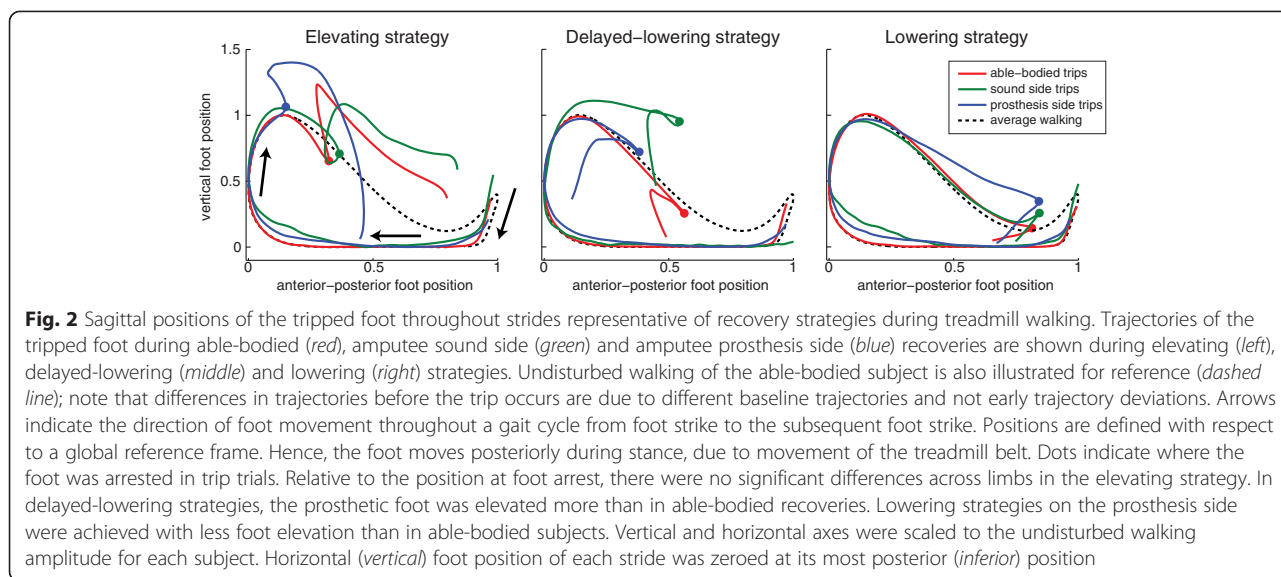 Elevating strategy
Delayed–lowering strategy
Lowering strategy
able-bodied trips
sound side trips
prosthesis side trips
average walking
vertical foot position
1.5
1
0.5
0
0
0.5
1
anterior–posterior foot position
0
0.5
1
anterior–posterior foot position
0
0.5
1
anterior–posterior foot position
Fig. 2 Sagittal positions of the tripped foot throughout strides representative of recovery strategies during treadmill walking. Trajectories of the
tripped foot during able-bodied (red), amputee sound side (green) and amputee prosthesis side (blue) recoveries are shown during elevating (left),
delayed-lowering (middle) and lowering (right) strategies. Undisturbed walking of the able-bodied subject is also illustrated for reference (dashed
line); note that differences in trajectories before the trip occurs are due to different baseline trajectories and not early trajectory deviations. Arrows
indicate the direction of foot movement throughout a gait cycle from foot strike to the subsequent foot strike. Positions are defined with respect
to a global reference frame. Hence, the foot moves posteriorly during stance, due to movement of the treadmill belt. Dots indicate where the
foot was arrested in trip trials. Relative to the position at foot arrest, there were no significant differences across limbs in the elevating strategy. In
delayed-lowering strategies, the prosthetic foot was elevated more than in able-bodied recoveries. Lowering strategies on the prosthesis side
were achieved with less foot elevation than in able-bodied subjects. Vertical and horizontal axes were scaled to the undisturbed walking
amplitude for each subject. Horizontal (vertical) foot position of each stride was zeroed at its most posterior (inferior) position